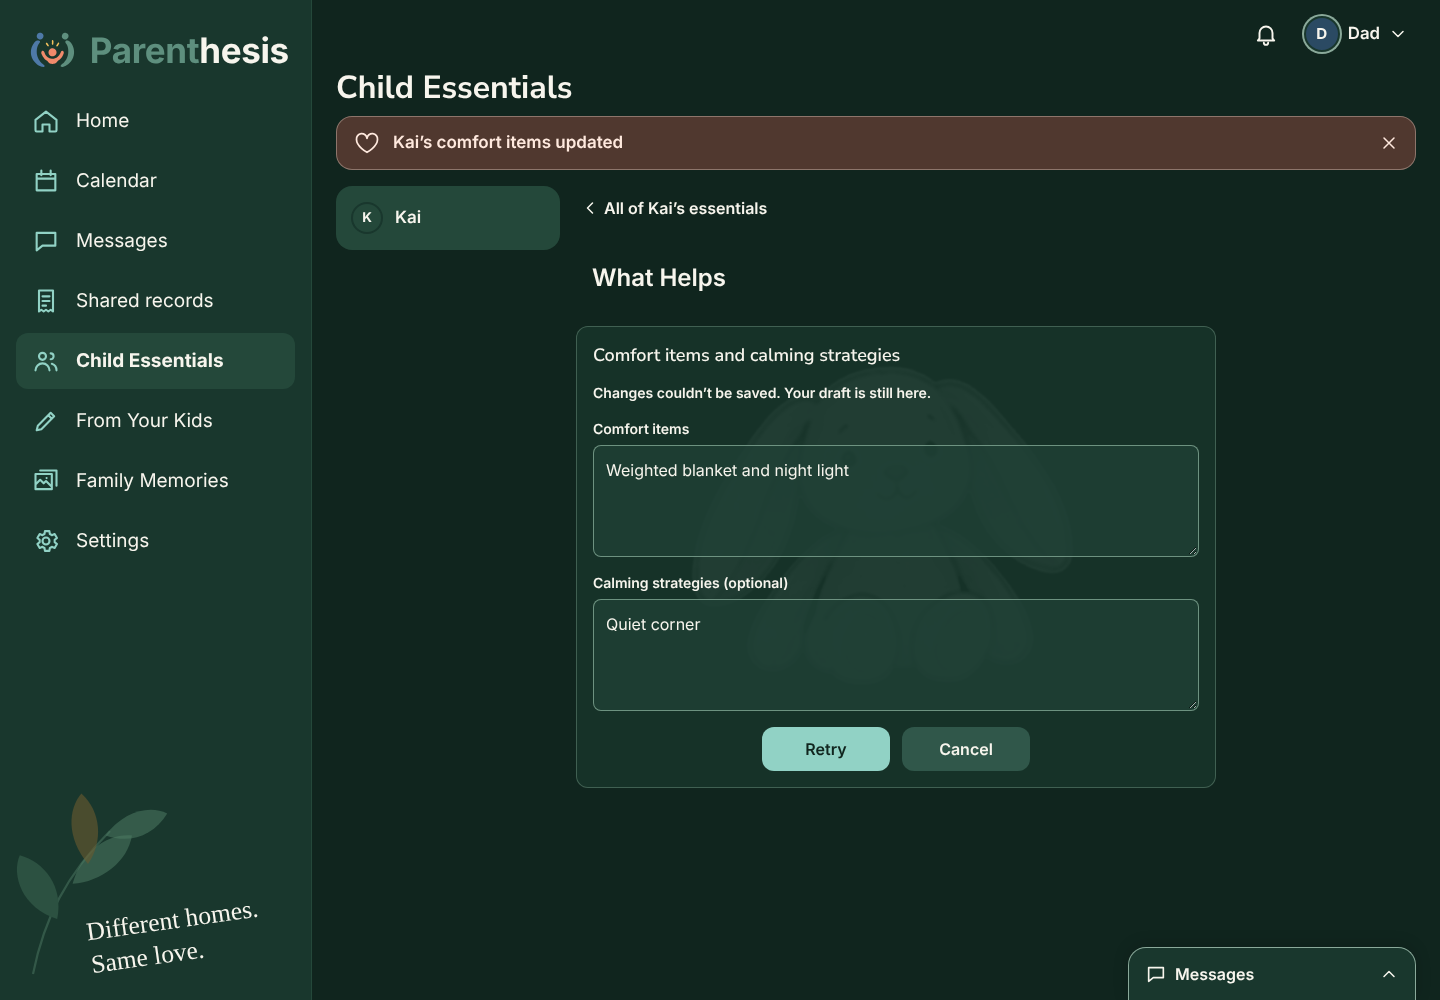 Parenthesis
Home
Calendar
Messages
Shared records
Child Essentials
From Your Kids
Family Memories
Settings
Different homes.
Same love.
D
Dad
Child Essentials
Kai’s comfort items updated
K
Kai
All of Kai’s essentials
What Helps
Comfort items and calming strategies
Changes couldn’t be saved. Your draft is still here.
Comfort items
Weighted blanket and night light
Calming strategies (optional)
Quiet corner
Retry
Cancel
Messages